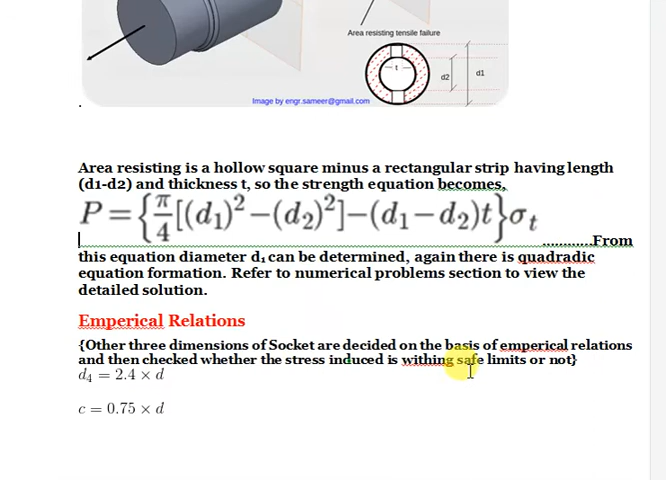 Area resisting tensile failure
t
d2
d1
Image by engr.sameer@gmail.com
.
Area resisting is a hollow square minus a rectangular strip having length
(d1-d2) and thickness t, so the strength equation becomes,
P={π/4[(d₁)²−(d₂)²]−(d₁−d₂)t}σₜ
............From
this equation diameter d₁ can be determined, again there is quadradic
equation formation. Refer to numerical problems section to view the
detailed solution.
Emperical Relations
{Other three dimensions of Socket are decided on the basis of emperical relations
and then checked whether the stress induced is withing safe limits or not}
d₄ = 2.4 × d
c = 0.75 × d